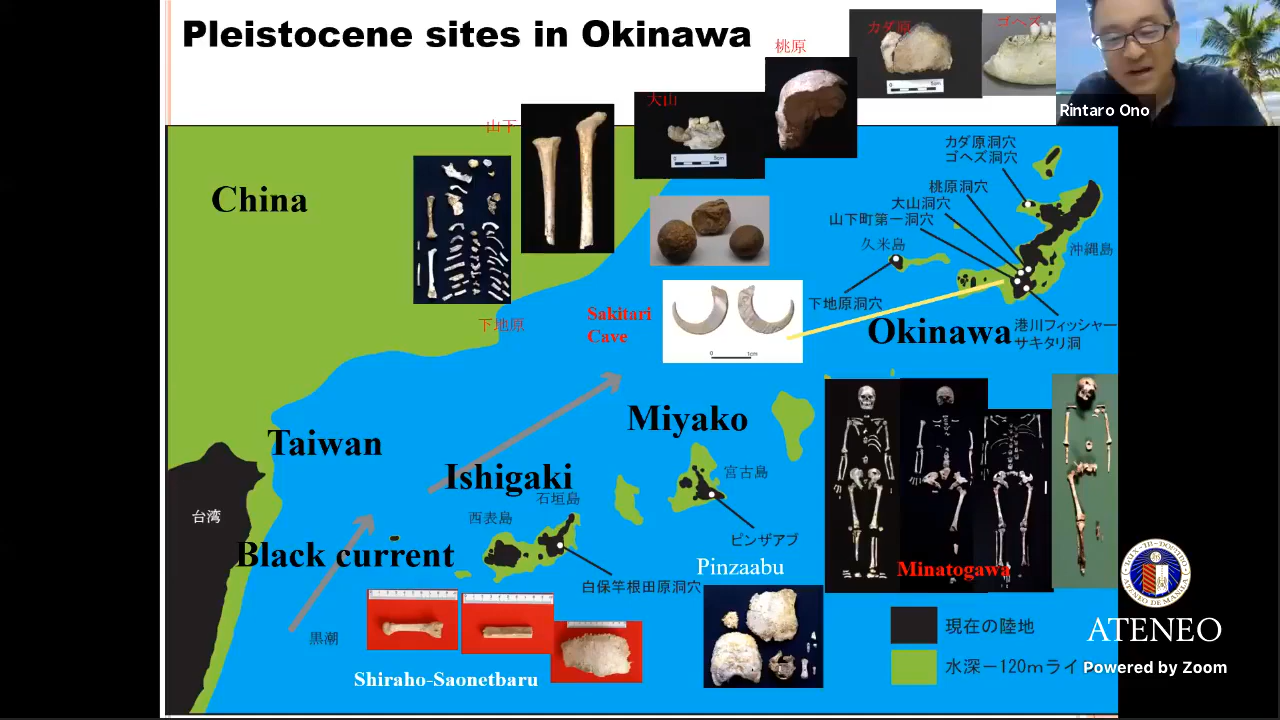 Pleistocene sites in Okinawa
カダ原
ゴヘズ
桃原
Rintaro Ono
大山
山下
カダ原洞穴
ゴヘズ洞穴
China
桃原洞穴
大山洞穴
山下町第一洞穴
久米島
沖縄島
下地原洞穴
下地原
Sakitari
Cave
Okinawa
港川フィッシャー
サキタリ洞
0 1cm
Miyako
Taiwan
Ishigaki
石垣島
宮古島
西表島
台湾
ピンザアブ
Black current
Pinzaabu
Minatogawa
白保竿根田原洞穴
黒潮
現在の陸地
水深－120mライ
Shiraho-Saonetbaru
ATENEO
Powered by Zoom